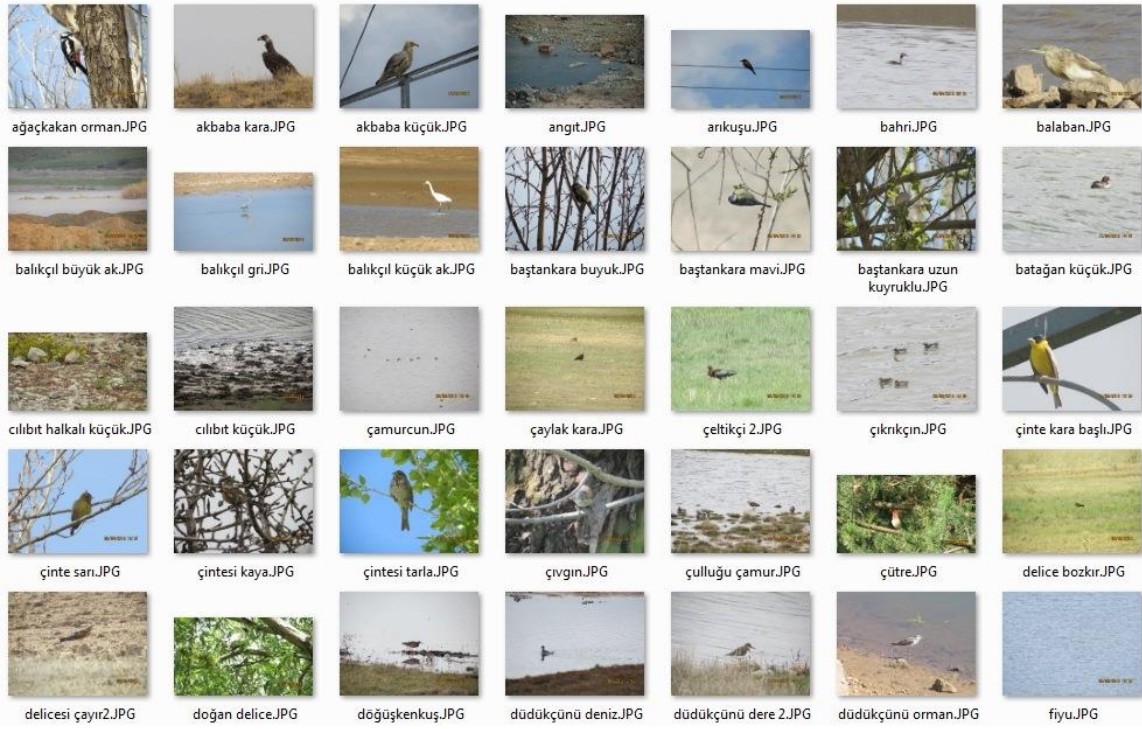 ağaçkakan orman.JPG
akbaba kara.JPG
akbaba küçük.JPG
angıt.JPG
arıkuşu.JPG
bahri.JPG
balaban.JPG
balıkçıl büyük ak.JPG
balıkçıl gri.JPG
balıkçıl küçük ak.JPG
baştankara buyuk.JPG
baştankara mavi.JPG
baştankara uzun
kuyruklu.JPG
batağan küçük.JPG
cılıbıt halkalı küçük.JPG
cılıbıt küçük.JPG
çamurcun.JPG
çaylak kara.JPG
çeltikçi 2.JPG
çıkrıkçın.JPG
çinte kara başlı.JPG
çinte sarı.JPG
çintesi kaya.JPG
çintesi tarla.JPG
çıvgın.JPG
çulluğu çamur.JPG
çütre.JPG
delice bozkır.JPG
delicesi çayır2.JPG
doğan delice.JPG
döğüşkenkuş.JPG
düdükçünü deniz.JPG
düdükçünü dere 2.JPG
düdükçünü orman.JPG
fiyu.JPG